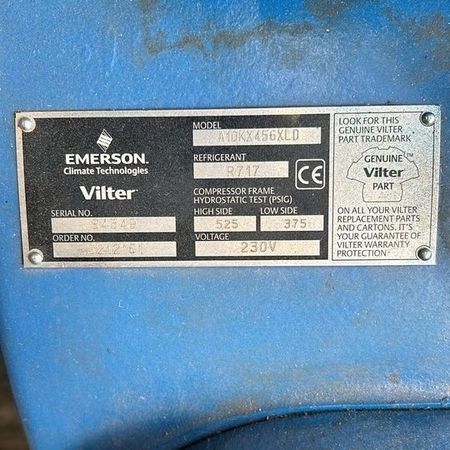 EMERSON.
Climate Technologies
Vilter™
SERIAL NO.
ORDER NO.
MODEL
A10KX456XLD
REFRIGERANT
R717
CE
COMPRESSOR FRAME
HYDROSTATIC TEST (PSIG)
HIGH SIDE LOW SIDE
525 375
VOLTAGE
230V
LOOK FOR THIS
GENUINE VILTER
PART TRADEMARK
GENUINE™
Vilter
PART
ON ALL YOUR VILTER
REPLACEMENT PARTS
AND CARTONS. IT'S
YOUR GUARANTEE OF
VILTER WARRANTY
PROTECTION